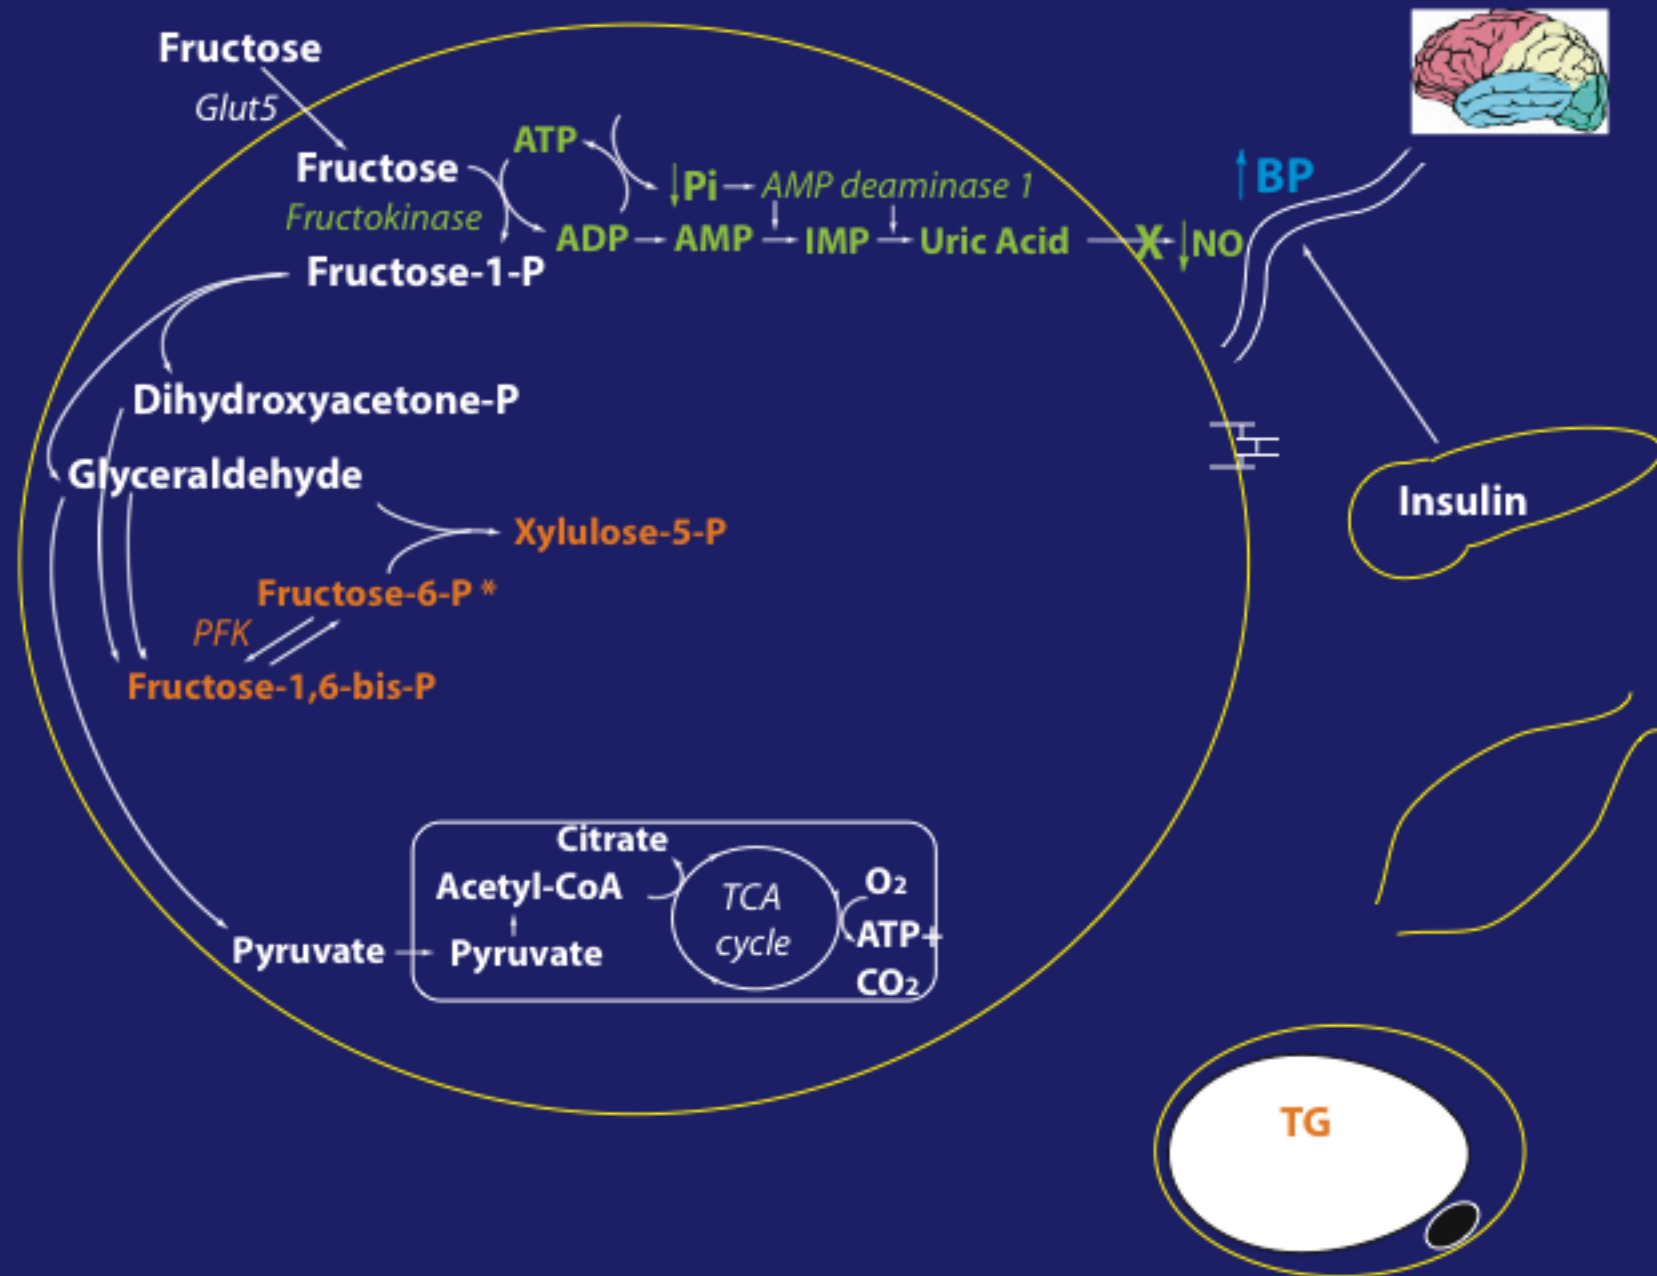 Fructose
Glut5
Fructose
Fructokinase
ATP
↓Pi
AMP deaminase 1
ADP
AMP
IMP
Uric Acid
X
↓NO
↑BP
Fructose-1-P
Dihydroxyacetone-P
Glyceraldehyde
Xylulose-5-P
Fructose-6-P *
PFK
Fructose-1,6-bis-P
Insulin
Citrate
Acetyl-CoA
TCA
cycle
O2
ATP+
CO2
Pyruvate
Pyruvate
TG